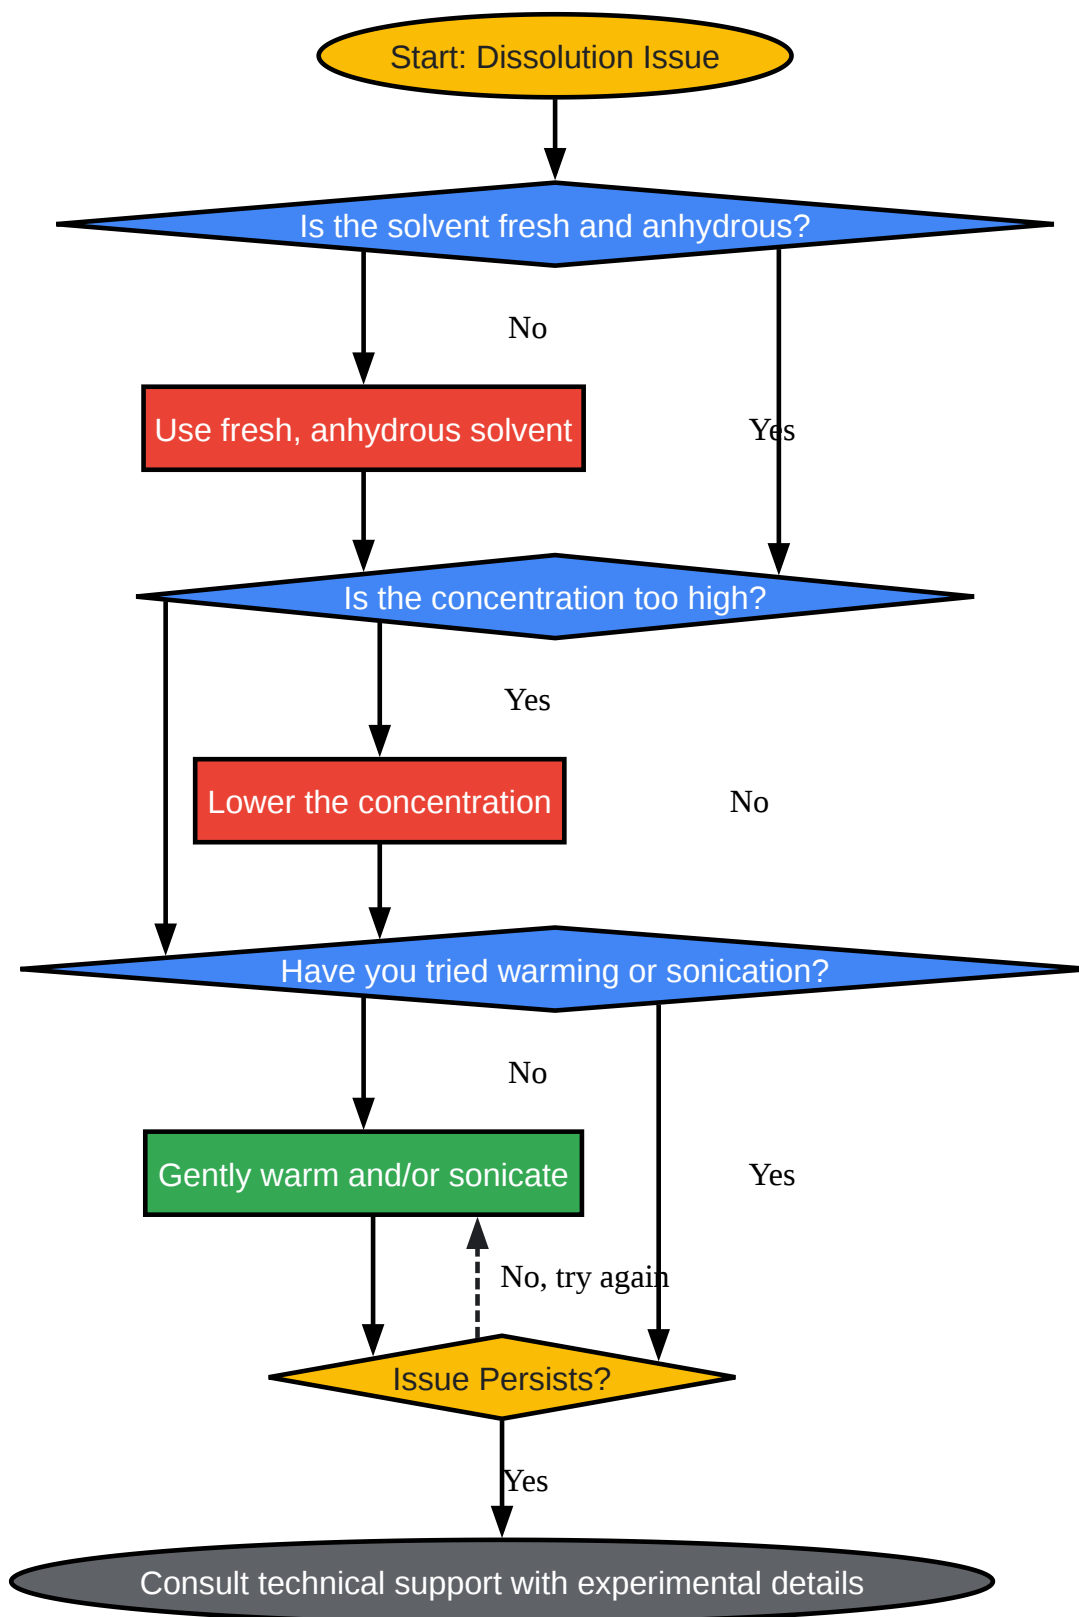 Start: Dissolution Issue
Is the solvent fresh and anhydrous?
No
Use fresh, anhydrous solvent
Yes
Is the concentration too high?
Yes
Lower the concentration
No
Have you tried warming or sonication?
No
Gently warm and/or sonicate
Yes
No, try again
Issue Persists?
Yes
Consult technical support with experimental details